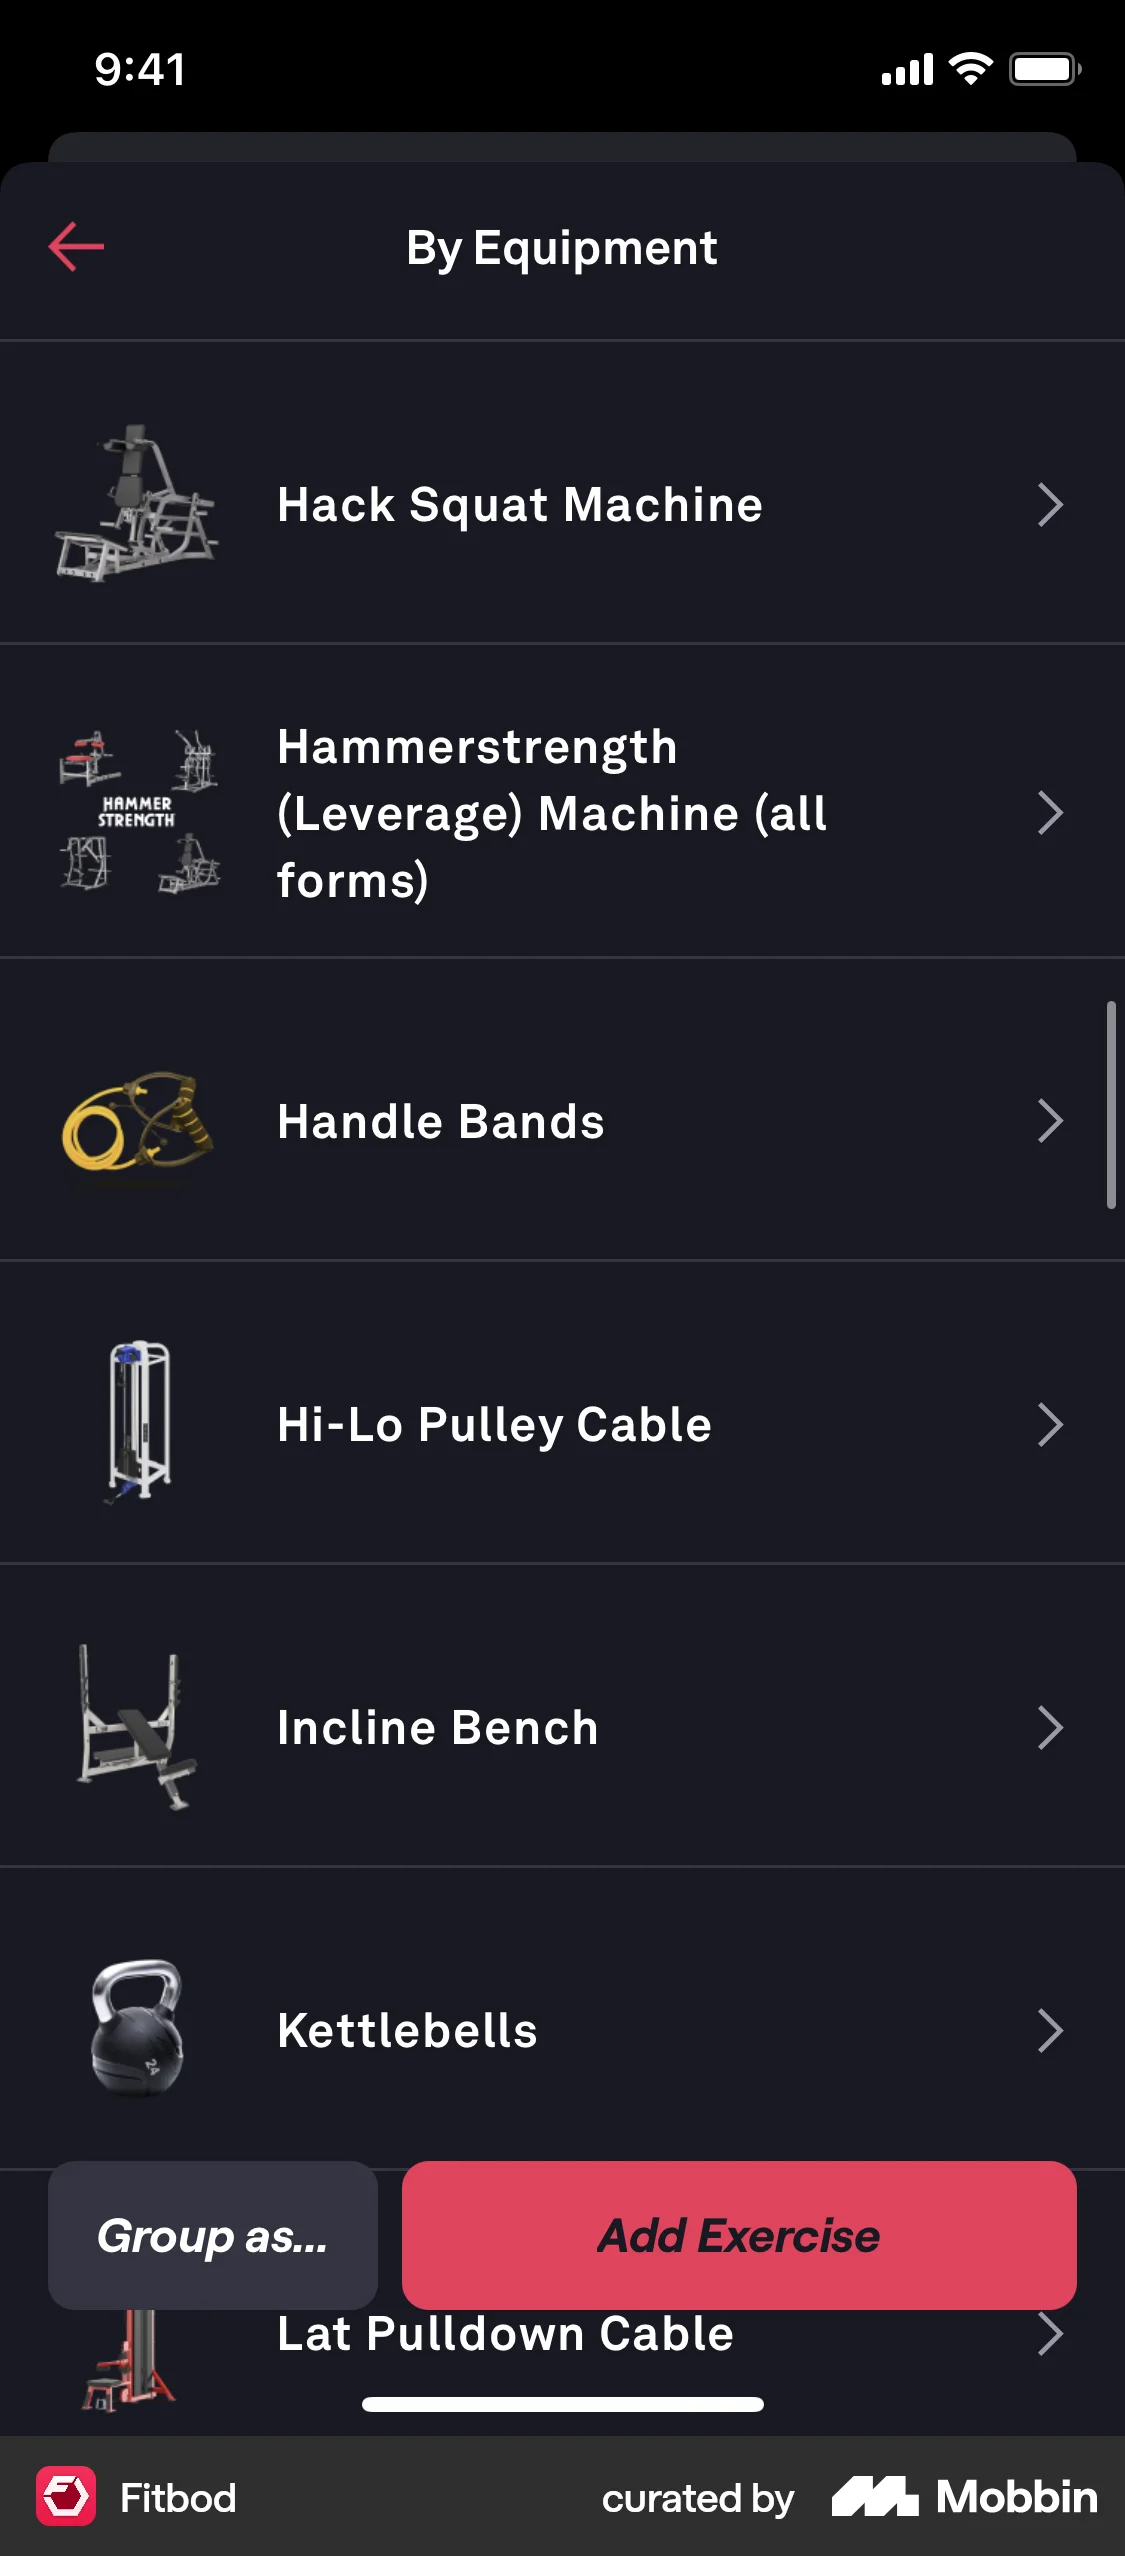 9:41
By Equipment
Hack Squat Machine
HAMMER
STRENGTH
Hammerstrength
(Leverage) Machine (all
forms)
Handle Bands
Hi-Lo Pulley Cable
Incline Bench
24
Kettlebells
Group as...
Add Exercise
Lat Pulldown Cable
Fitbod
curated by Mobbin